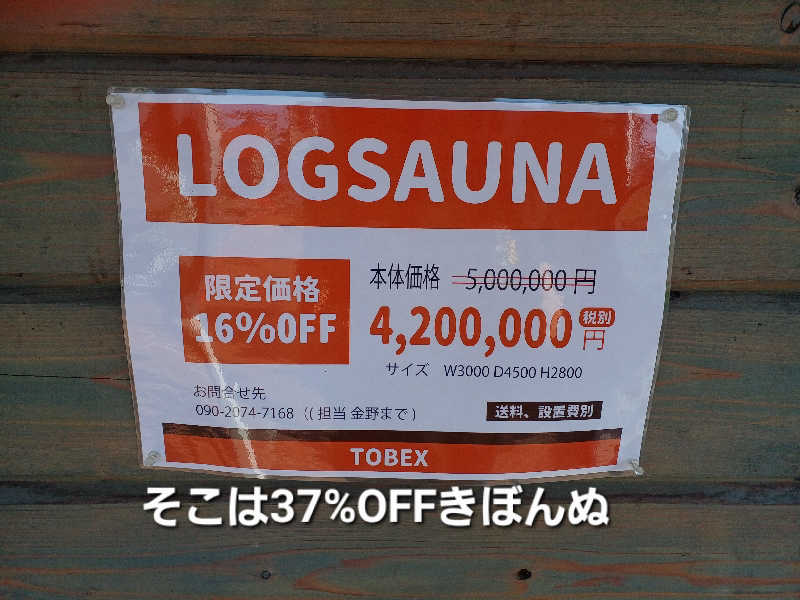 LOGSAUNA
限定価格
16%OFF
本体価格 5,000,000円
4,200,000円 税別
サイズ W3000 D4500 H2800
お問合せ先
090-2074-7168 （( 担当 金野まで )
送料、設置費別
TOBEX
そこは37%OFFきぼんぬ